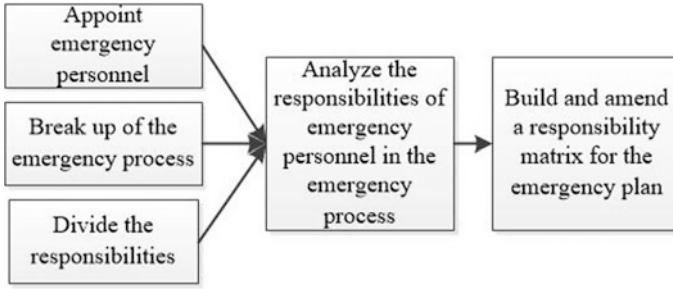 Appoint
emergency
personnel
Break up of the
emergency process
Divide the
responsibilities
Analyze the
responsibilities of
emergency
personnel in the
emergency
process
Build and amend
a responsibility
matrix for the
emergency plan